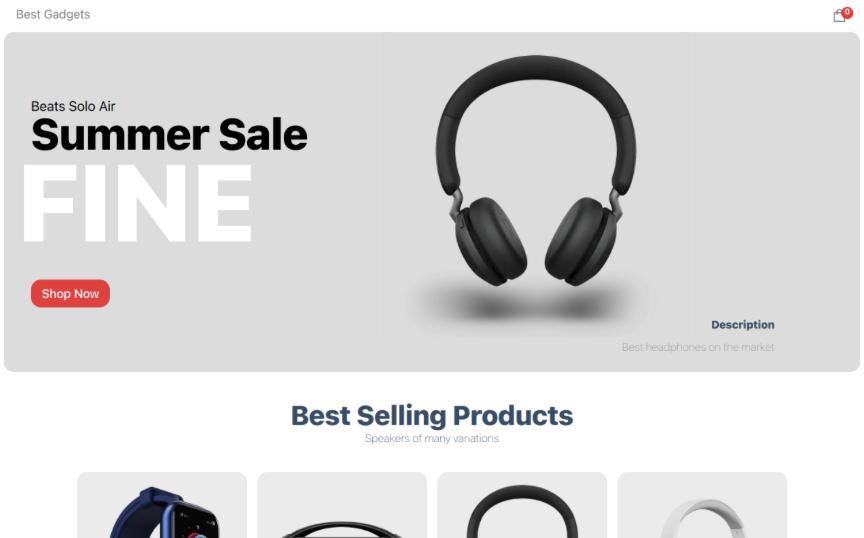 Best Gadgets
0
Beats Solo Air
Summer Sale
FINE
Shop Now
Description
Best headphones on the market
Best Selling Products
Speakers of many variations